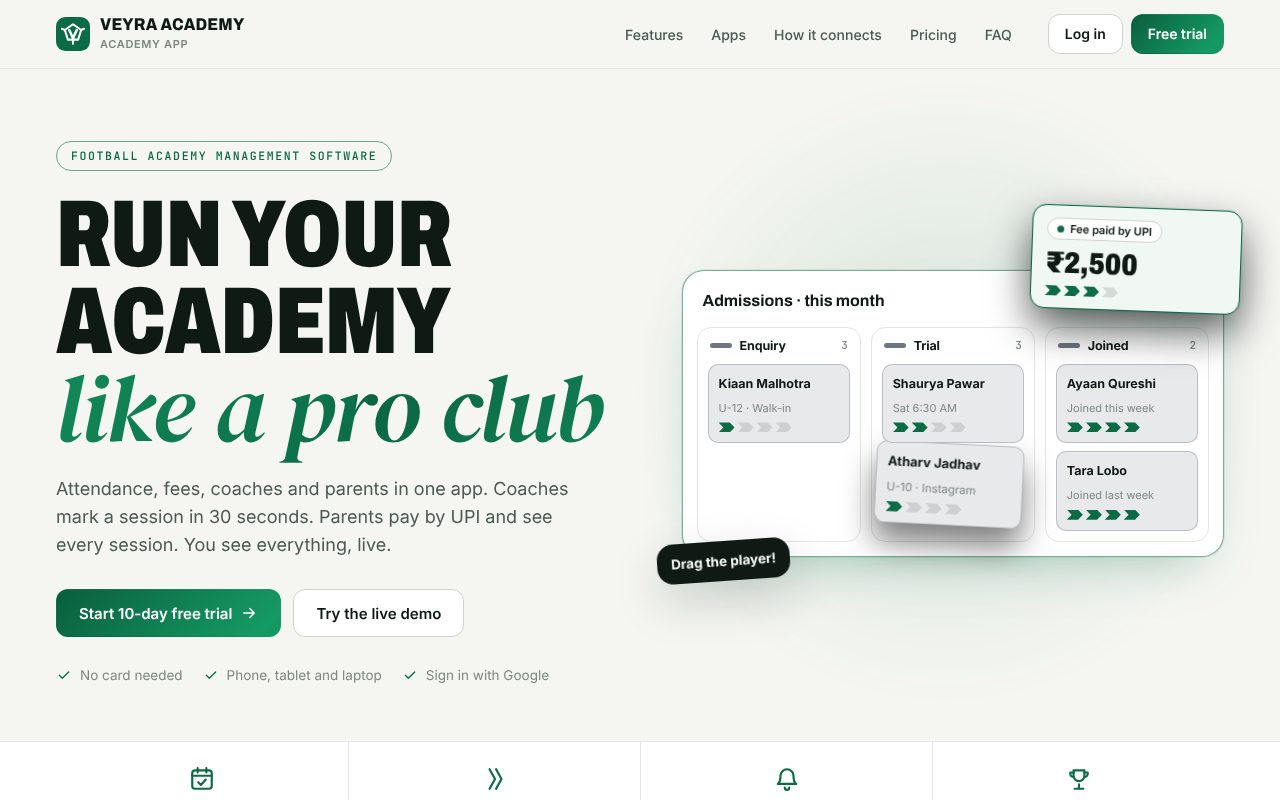 VEYRA ACADEMY
ACADEMY APP
Features
Apps
How it connects
Pricing
FAQ
Log in
Free trial
FOOTBALL ACADEMY MANAGEMENT SOFTWARE
RUN YOUR
ACADEMY
like a pro club
Attendance, fees, coaches and parents in one app. Coaches
mark a session in 30 seconds. Parents pay by UPI and see
every session. You see everything, live.
Start 10-day free trial
Try the live demo
No card needed
Phone, tablet and laptop
Sign in with Google
Fee paid by UPI
₹2,500
Admissions · this month
Enquiry 3
Kiaan Malhotra
U-12 · Walk-in
Trial 3
Shaurya Pawar
Sat 6:30 AM
Atharv Jadhav
U-10 · Instagram
Joined 2
Ayaan Qureshi
Joined this week
Tara Lobo
Joined last week
Drag the player!